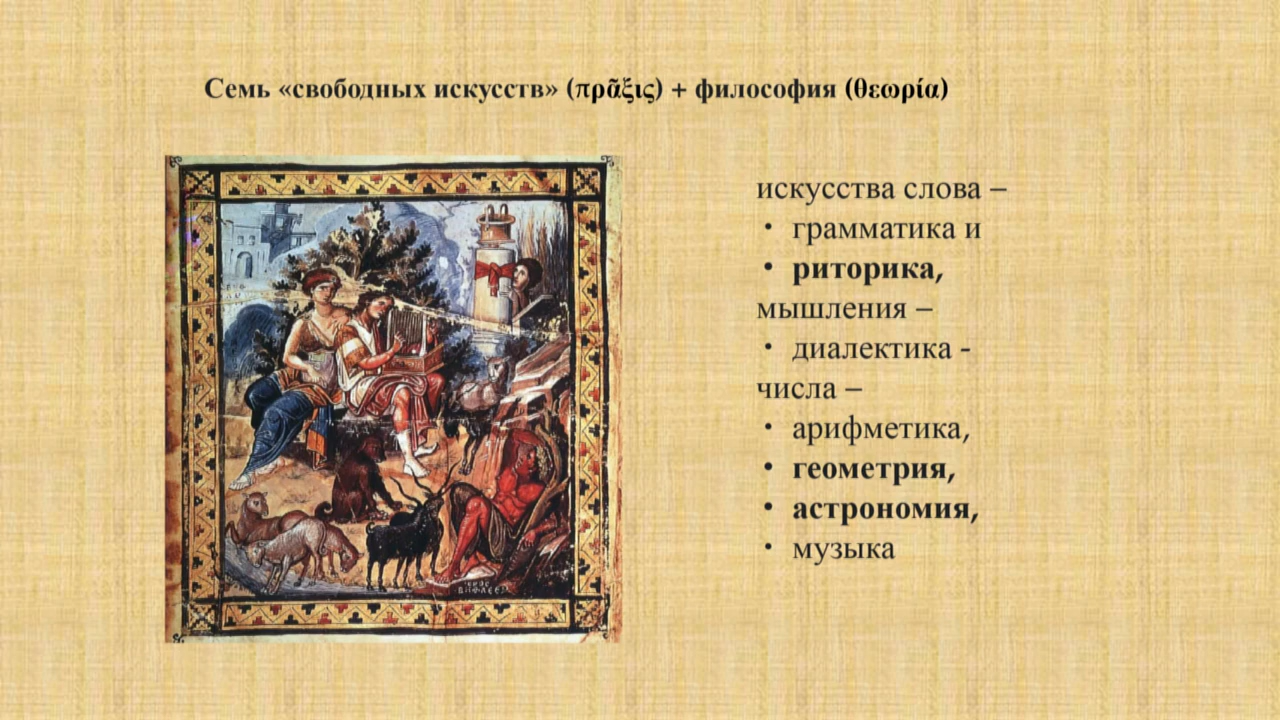 Семь «свободных искусств» (πρᾶξις) + философия (θεωρία)
искусства слова –
• грамматика и
• риторика,
мышления –
• диалектика -
числа –
• арифметика,
• геометрия,
• астрономия,
• музыка